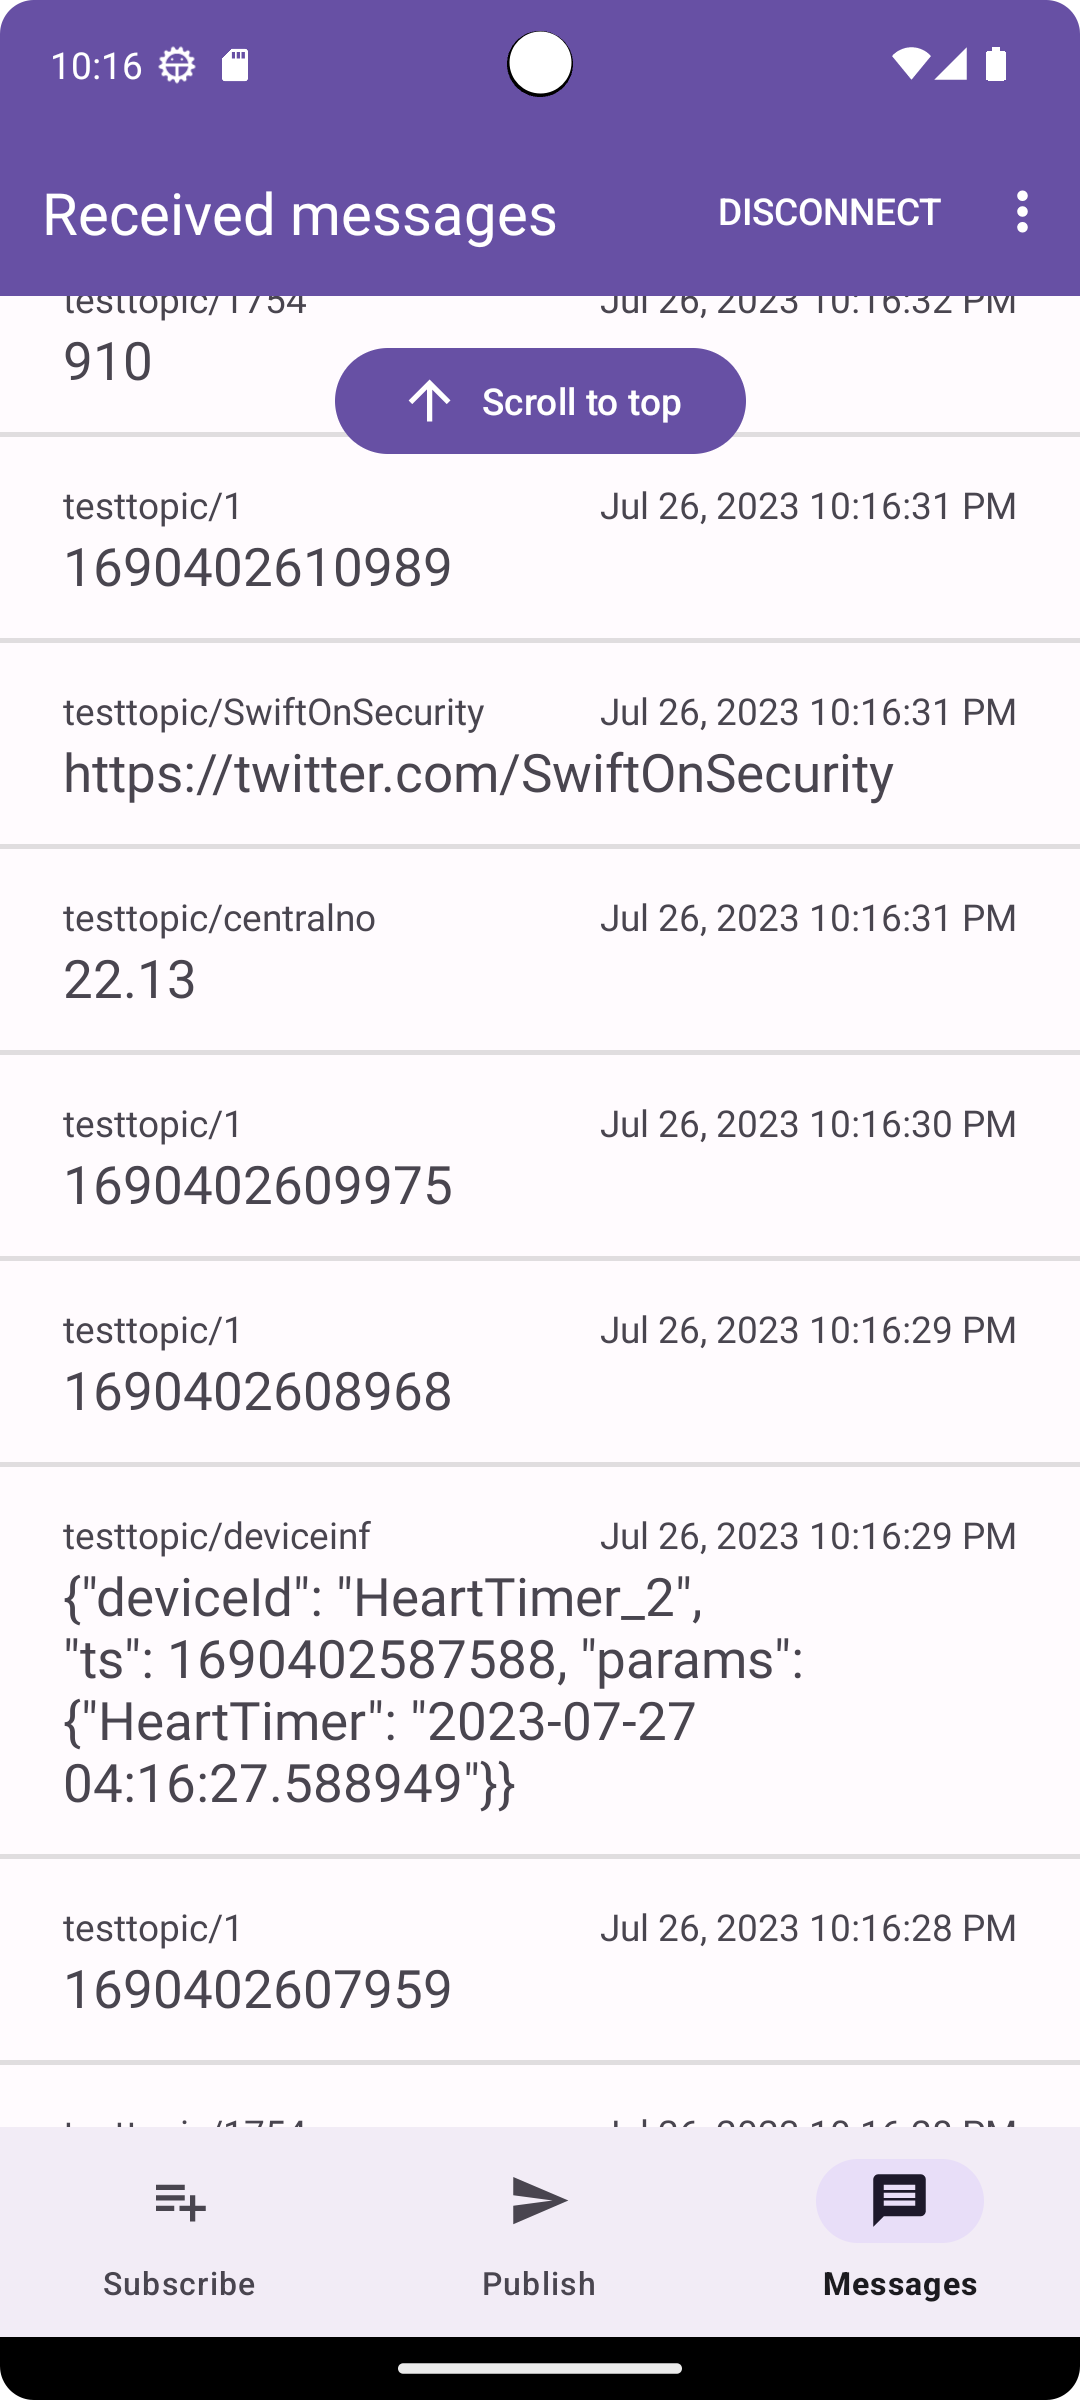 10:16
Received messages
DISCONNECT
testtopic/1754 Jul 26, 2023 10:16:32 PM
910
Scroll to top
testtopic/1 Jul 26, 2023 10:16:31 PM
1690402610989
testtopic/SwiftOnSecurity Jul 26, 2023 10:16:31 PM
https://twitter.com/SwiftOnSecurity
testtopic/centralno Jul 26, 2023 10:16:31 PM
22.13
testtopic/1 Jul 26, 2023 10:16:30 PM
1690402609975
testtopic/1 Jul 26, 2023 10:16:29 PM
1690402608968
testtopic/deviceinf Jul 26, 2023 10:16:29 PM
{"deviceId": "HeartTimer_2",
"ts": 1690402587588, "params":
{"HeartTimer": "2023-07-27
04:16:27.588949"}}
testtopic/1 Jul 26, 2023 10:16:28 PM
1690402607959
Subscribe
Publish
Messages